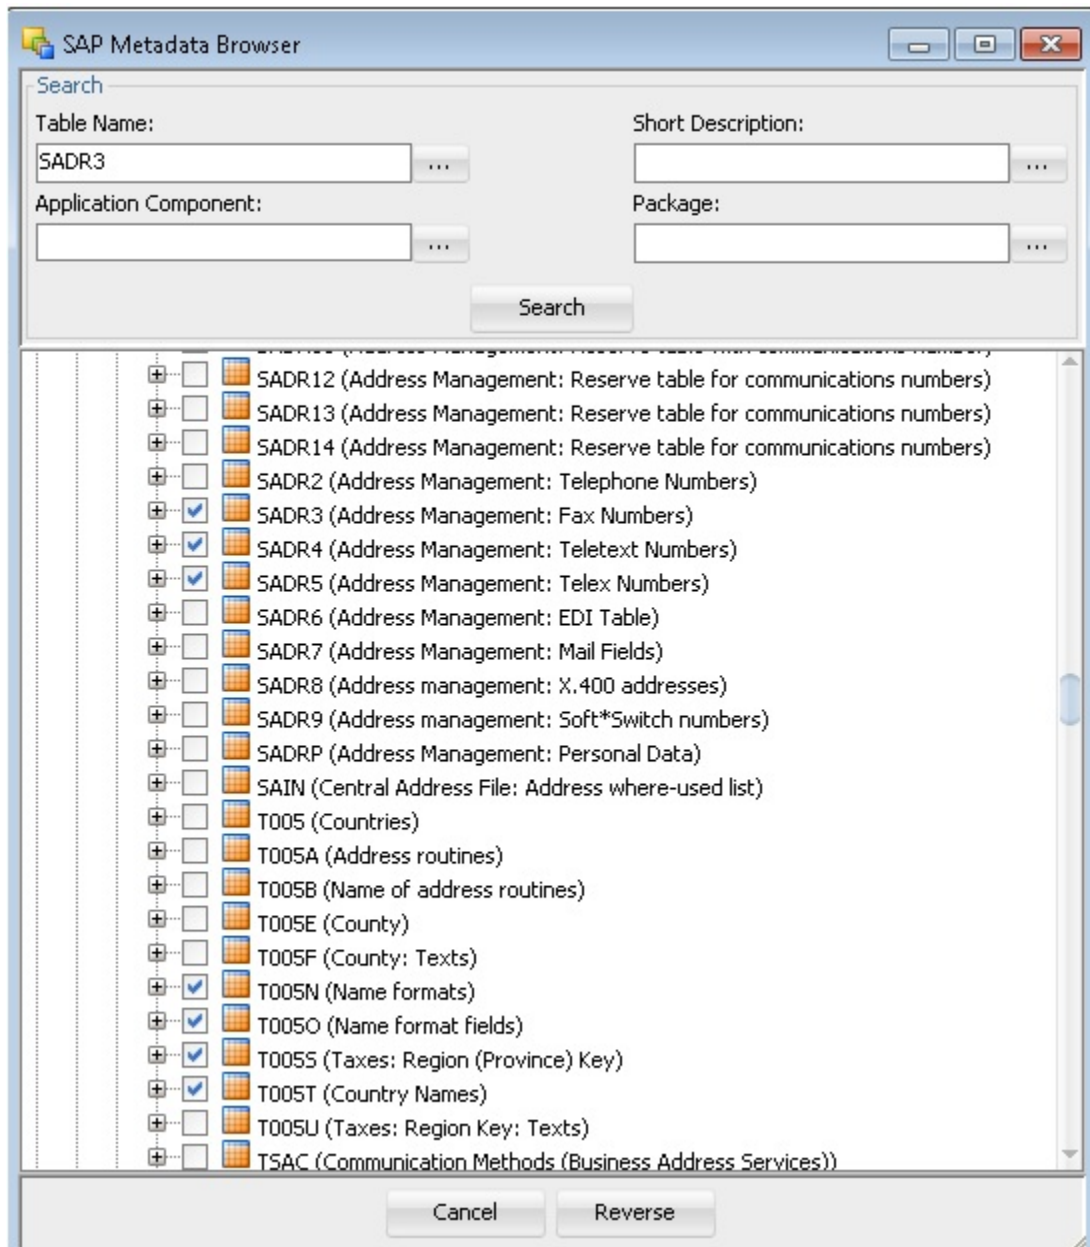 SAP Metadata Browser
Search
Table Name:
Short Description:
SADR3
...
...
Application Component:
Package:
...
...
Search
SADR12 (Address Management: Reserve table for communications numbers)
SADR13 (Address Management: Reserve table for communications numbers)
SADR14 (Address Management: Reserve table for communications numbers)
SADR2 (Address Management: Telephone Numbers)
SADR3 (Address Management: Fax Numbers)
SADR4 (Address Management: Teletext Numbers)
SADR5 (Address Management: Telex Numbers)
SADR6 (Address Management: EDI Table)
SADR7 (Address Management: Mail Fields)
SADR8 (Address management: X.400 addresses)
SADR9 (Address management: Soft*Switch numbers)
SADRP (Address Management: Personal Data)
SAIN (Central Address File: Address where-used list)
T005 (Countries)
T005A (Address routines)
T005B (Name of address routines)
T005E (County)
T005F (County: Texts)
T005N (Name formats)
T005O (Name format fields)
T005S (Taxes: Region (Province) Key)
T005T (Country Names)
T005U (Taxes: Region Key: Texts)
TSAC (Communication Methods (Business Address Services))
Cancel
Reverse